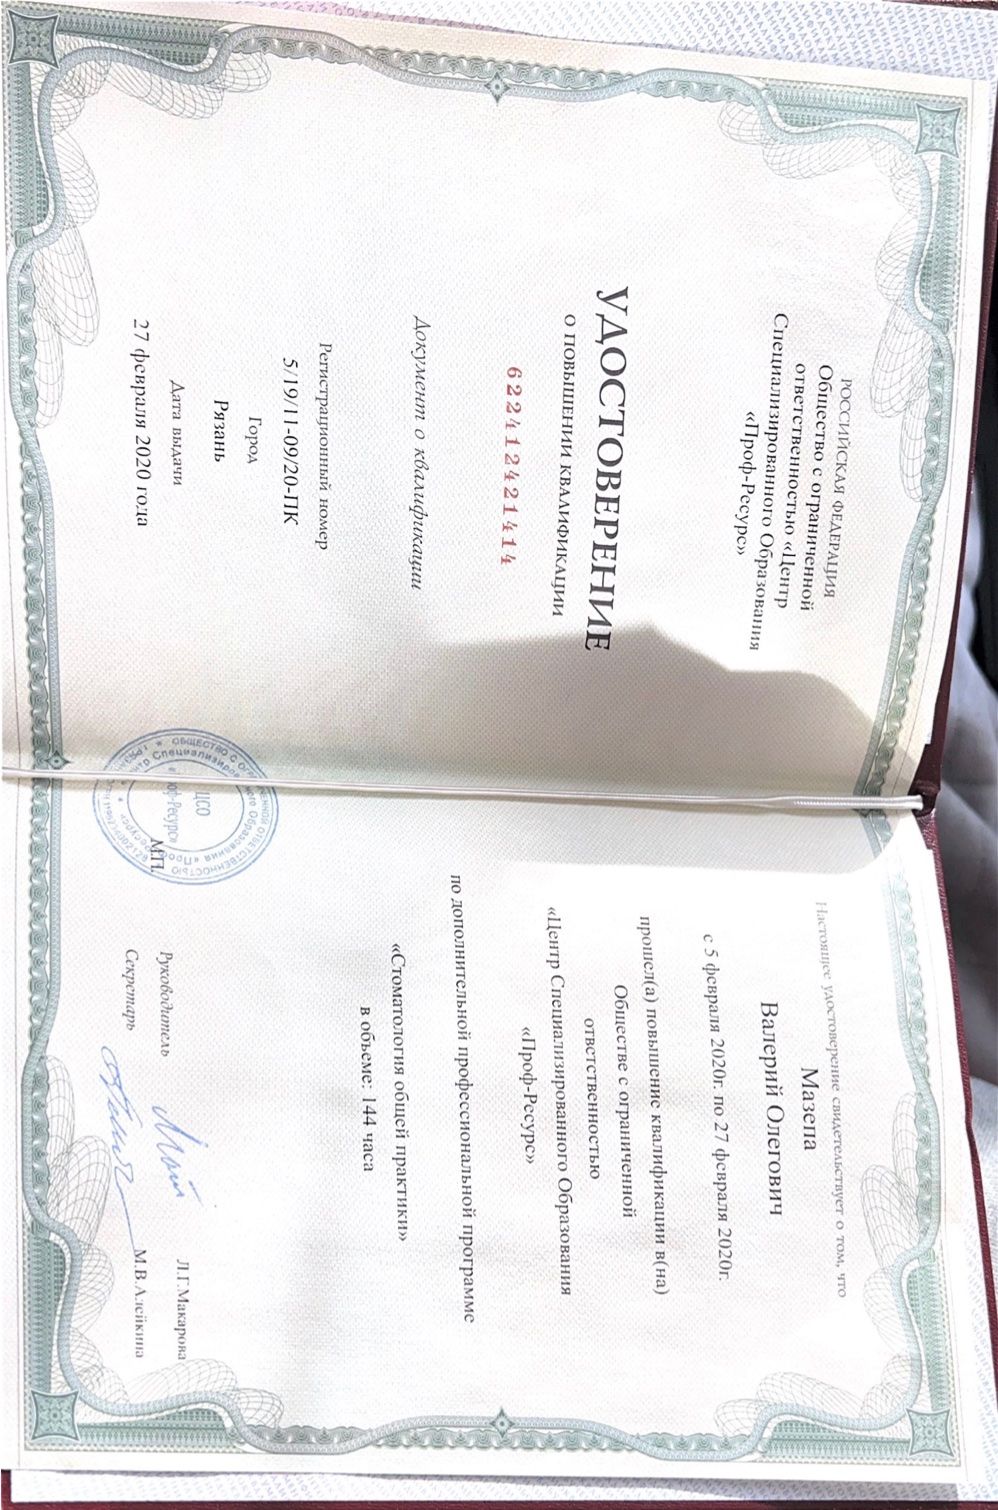 РОССИЙСКАЯ ФЕДЕРАЦИЯ
Общество с ограниченной
ответственностью «Центр
Специализированного Образования
«Проф-Ресурс»
УДОСТОВЕРЕНИЕ
О ПОВЫШЕНИИ КВАЛИФИКАЦИИ
622412421414
Документ о квалификации
Регистрационный номер
5/19/11-09/20-ПК
Город
Рязань
Дата выдачи
27 февраля 2020 года
Настоящее удостоверение свидетельствует о том, что
Мазепа
Валерий Олегович
с 5 февраля 2020г. по 27 февраля 2020г.
прошел(а) повышение квалификации в(на)
Обществе с ограниченной
ответственностью
«Центр Специализированного Образования
«Проф-Ресурс»
по дополнительной профессиональной программе
«Стоматология общей практики»
в объеме: 144 часа
М.П.
Руководитель
Л.Г.Макарова
Секретарь
М.В.Алейкина
ЦСО